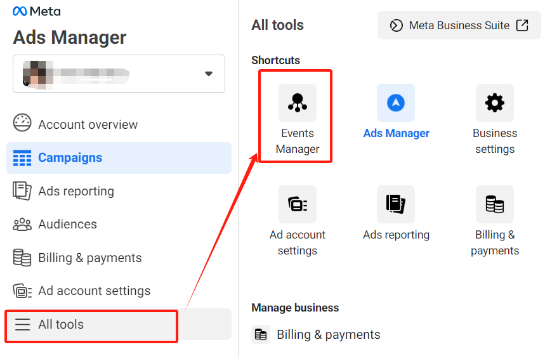 Meta
Ads Manager
Account overview
Campaigns
Ads reporting
Audiences
Billing & payments
Ad account settings
All tools
All tools
Meta Business Suite
Shortcuts
Events
Manager
Ads Manager
Business
settings
Ad account
settings
Ads reporting
Billing &
payments
Manage business
Billing & payments